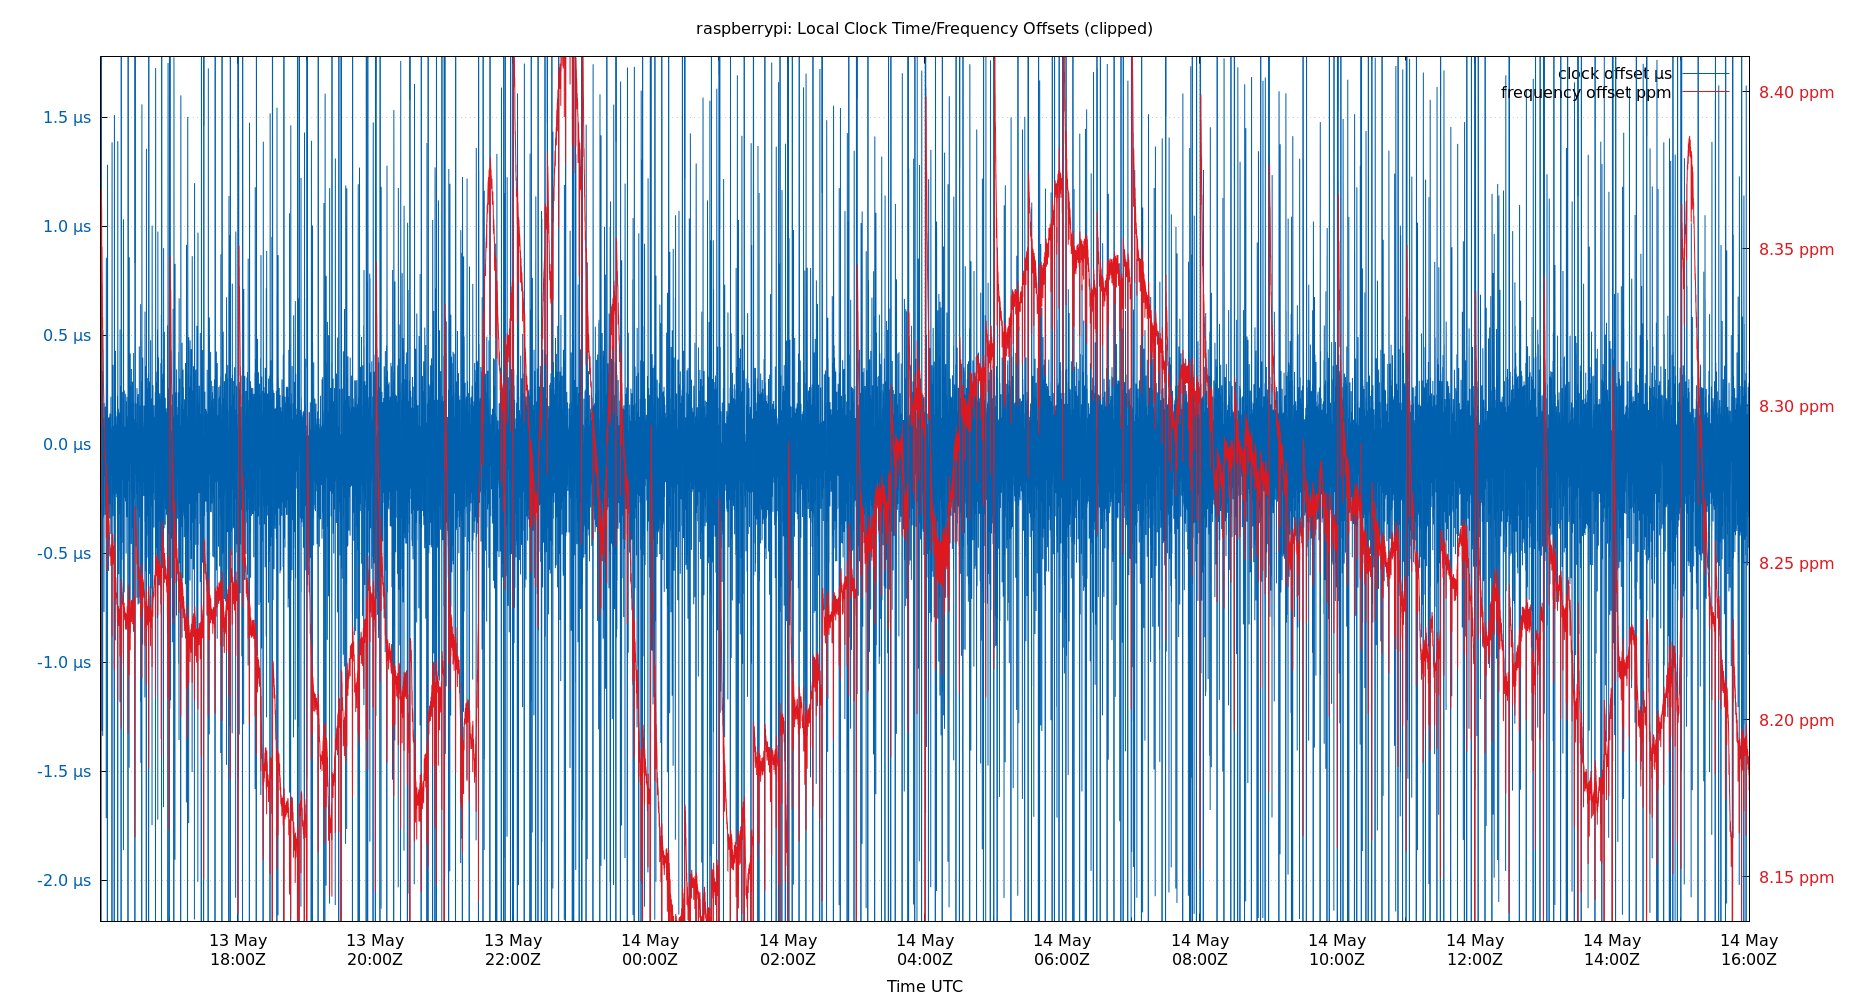 raspberrypi: Local Clock Time/Frequency Offsets (clipped)
clock offset µs
frequency offset ppm
1.5 µs
1.0 µs
0.5 µs
0.0 µs
-0.5 µs
-1.0 µs
-1.5 µs
-2.0 µs
8.40 ppm
8.35 ppm
8.30 ppm
8.25 ppm
8.20 ppm
8.15 ppm
13 May 13 May 13 May 14 May 14 May 14 May 14 May 14 May 14 May 14 May 14 May 14 May
18:00Z 20:00Z 22:00Z 00:00Z 02:00Z 04:00Z 06:00Z 08:00Z 10:00Z 12:00Z 14:00Z 16:00Z
Time UTC